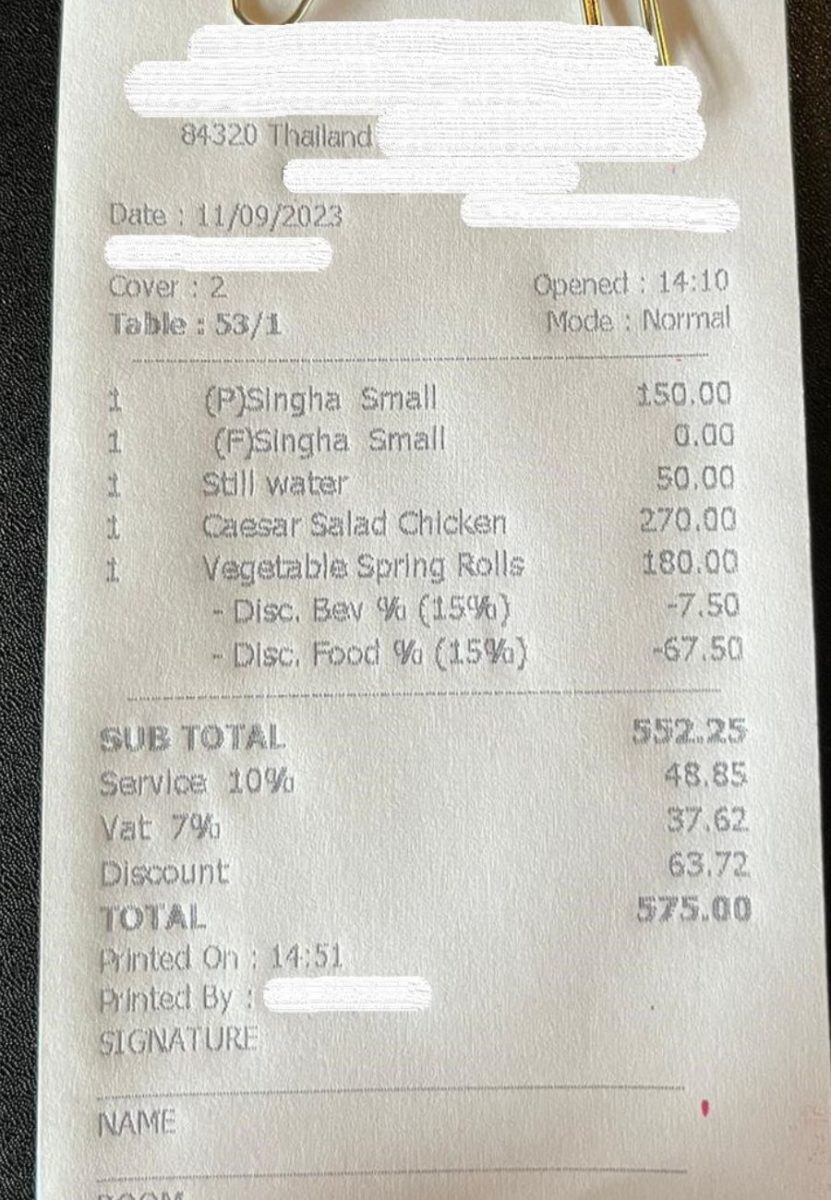 84320 Thailand
Date : 11/09/2023
Cover : 2 Opened : 14:10
Table : 53/1 Mode : Normal
1 (P)Singha Small 150.00
1 (F)Singha Small 0.00
1 Still water 50.00
1 Caesar Salad Chicken 270.00
1 Vegetable Spring Rolls 180.00
- Disc. Bev % (15%) -7.50
- Disc. Food % (15%) -67.50
SUB TOTAL 552.25
Service 10% 48.85
Vat 7% 37.62
Discount 63.72
TOTAL 575.00
Printed On : 14:51
Printed By :
SIGNATURE
NAME
ROOM